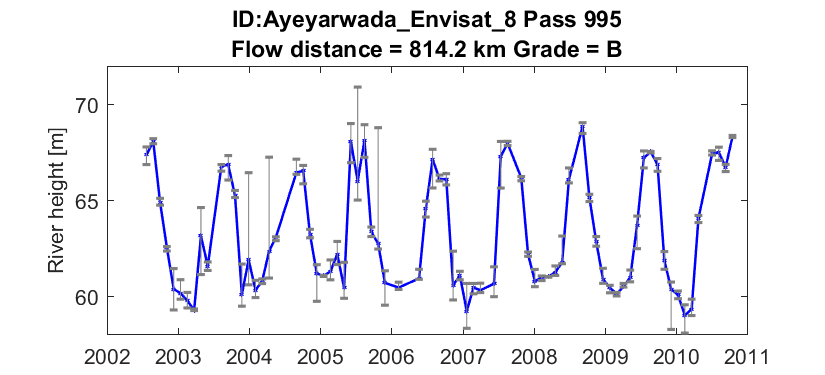 ID:Ayeyarwada_Envisat_8 Pass 995
Flow distance = 814.2 km Grade = B
River height [m]
70
65
60
2002 2003 2004 2005 2006 2007 2008 2009 2010 2011